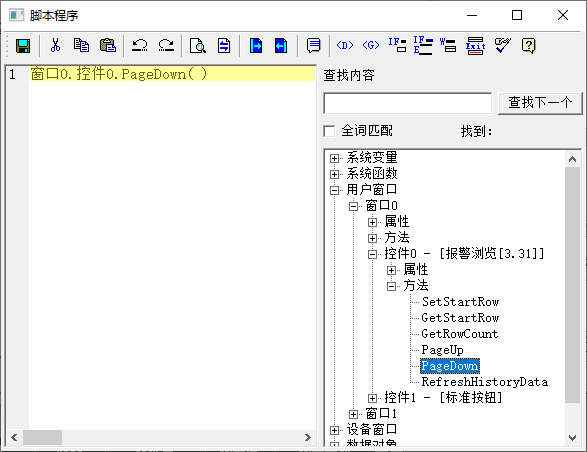 脚本程序
<D> <G> IF IF E W Exit
1 窗口0.控件0.PageDown( )
查找内容
查找下一个
全词匹配 找到:
系统变量
系统函数
用户窗口
窗口0
属性
方法
控件0 - [报警浏览[3.31]]
属性
方法
SetStartRow
GetStartRow
GetRowCount
PageUp
PageDown
RefreshHistoryData
控件1 - [标准按钮]
窗口1
设备窗口
数据对象